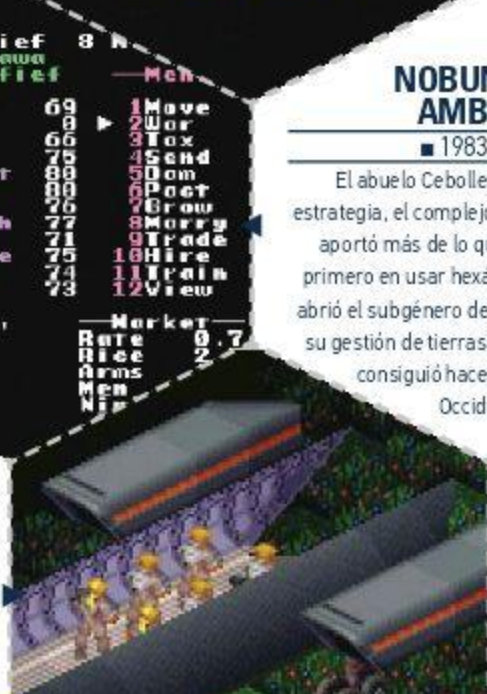 ief 8 N
awa
fief —Men
69 1Move
0 ▶ 2War
66 3Tax
75 4Send
80 5Dom
80 6Pact
76 7Grow
77 8Marry
71 9Trade
75 10Hire
74 11Train
73 12View
—Market—
Rate 0.7
Rice 2
Arms
Men
Nin
NOBUN
AMB
■ 1983
El abuelo Cebolle
estrategia, el complejo
aportó más de lo qu
primero en usar hexá
abrió el subgénero de
su gestión de tierras
consiguió hace
Occid